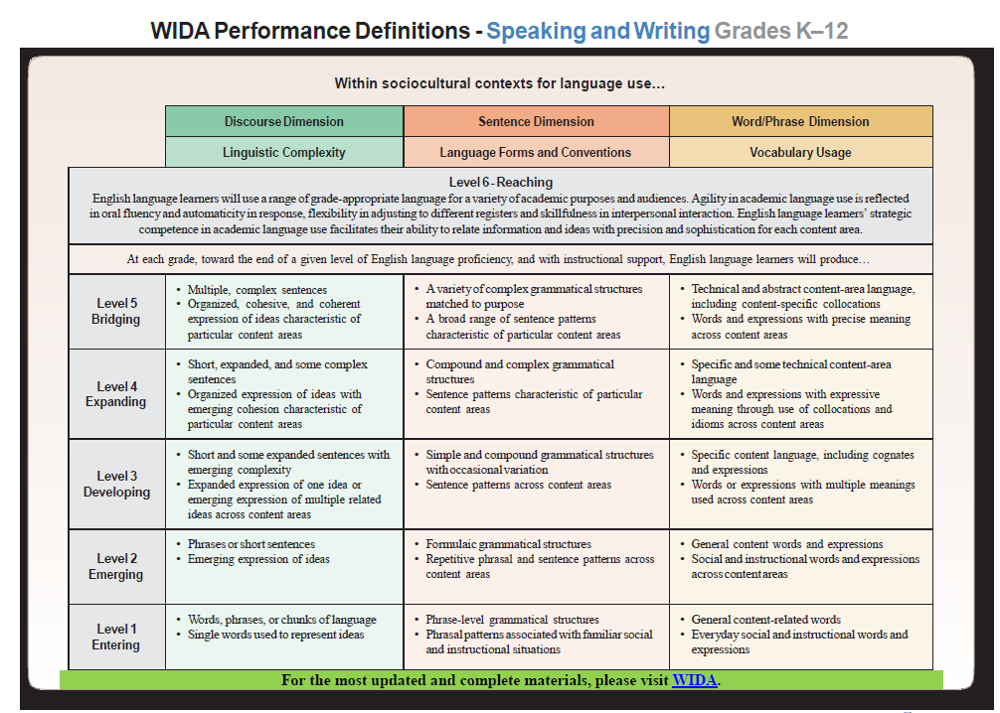 WIDA Performance Definitions - Speaking and Writing Grades K–12
Within sociocultural contexts for language use…
Discourse Dimension
Sentence Dimension
Word/Phrase Dimension
Linguistic Complexity
Language Forms and Conventions
Vocabulary Usage
Level 6 - Reaching
English language learners will use a range of grade-appropriate language for a variety of academic purposes and audiences. Agility in academic language use is reflected
in oral fluency and automaticity in response, flexibility in adjusting to different registers and skillfulness in interpersonal interaction. English language learners' strategic
competence in academic language use facilitates their ability to relate information and ideas with precision and sophistication for each content area.
At each grade, toward the end of a given level of English language proficiency, and with instructional support, English language learners will produce…
Level 5
Bridging
• Multiple, complex sentences
• Organized, cohesive, and coherent
expression of ideas characteristic of
particular content areas
• A variety of complex grammatical structures
matched to purpose
• A broad range of sentence patterns
characteristic of particular content areas
• Technical and abstract content-area language,
including content-specific collocations
• Words and expressions with precise meaning
across content areas
Level 4
Expanding
• Short, expanded, and some complex
sentences
• Organized expression of ideas with
emerging cohesion characteristic of
particular content areas
• Compound and complex grammatical
structures
• Sentence patterns characteristic of particular
content areas
• Specific and some technical content-area
language
• Words and expressions with expressive
meaning through use of collocations and
idioms across content areas
Level 3
Developing
• Short and some expanded sentences with
emerging complexity
• Expanded expression of one idea or
emerging expression of multiple related
ideas across content areas
• Simple and compound grammatical structures
with occasional variation
• Sentence patterns across content areas
• Specific content language, including cognates
and expressions
• Words or expressions with multiple meanings
used across content areas
Level 2
Emerging
• Phrases or short sentences
• Emerging expression of ideas
• Formulaic grammatical structures
• Repetitive phrasal and sentence patterns across
content areas
• General content words and expressions
• Social and instructional words and expressions
across content areas
Level 1
Entering
• Words, phrases, or chunks of language
• Single words used to represent ideas
• Phrase-level grammatical structures
• Phrasal patterns associated with familiar social
and instructional situations
• General content-related words
• Everyday social and instructional words and
expressions
For the most updated and complete materials, please visit WIDA.